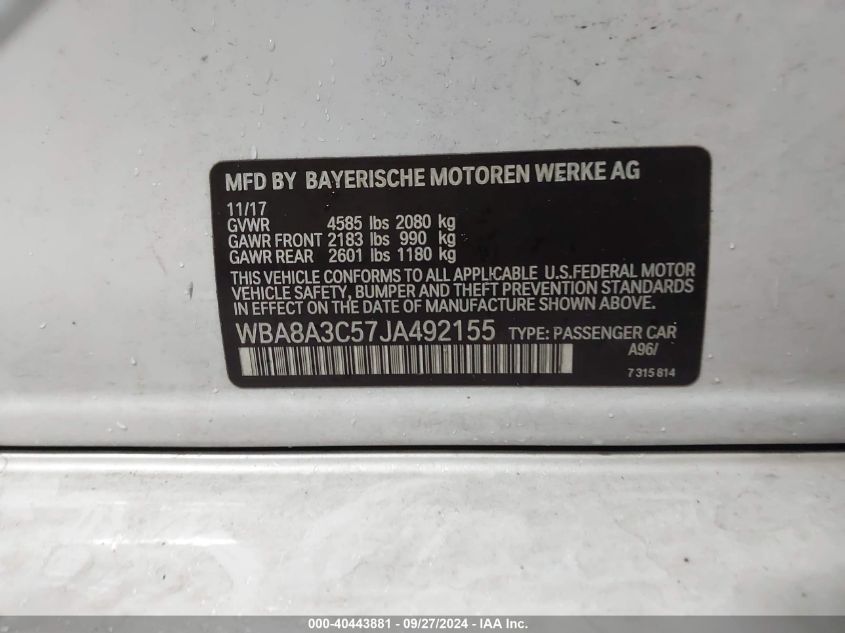 MFD BY BAYERISCHE MOTOREN WERKE AG
11/17
GVWR 4585 lbs 2080 kg
GAWR FRONT 2183 lbs 990 kg
GAWR REAR 2601 lbs 1180 kg
THIS VEHICLE CONFORMS TO ALL APPLICABLE U.S.FEDERAL MOTOR
VEHICLE SAFETY, BUMPER AND THEFT PREVENTION STANDARDS
IN EFFECT ON THE DATE OF MANUFACTURE SHOWN ABOVE.
WBA8A3C57JA492155 TYPE: PASSENGER CAR
A96/
7 315 814
000-40443881 - 09/27/2024 - IAA Inc.